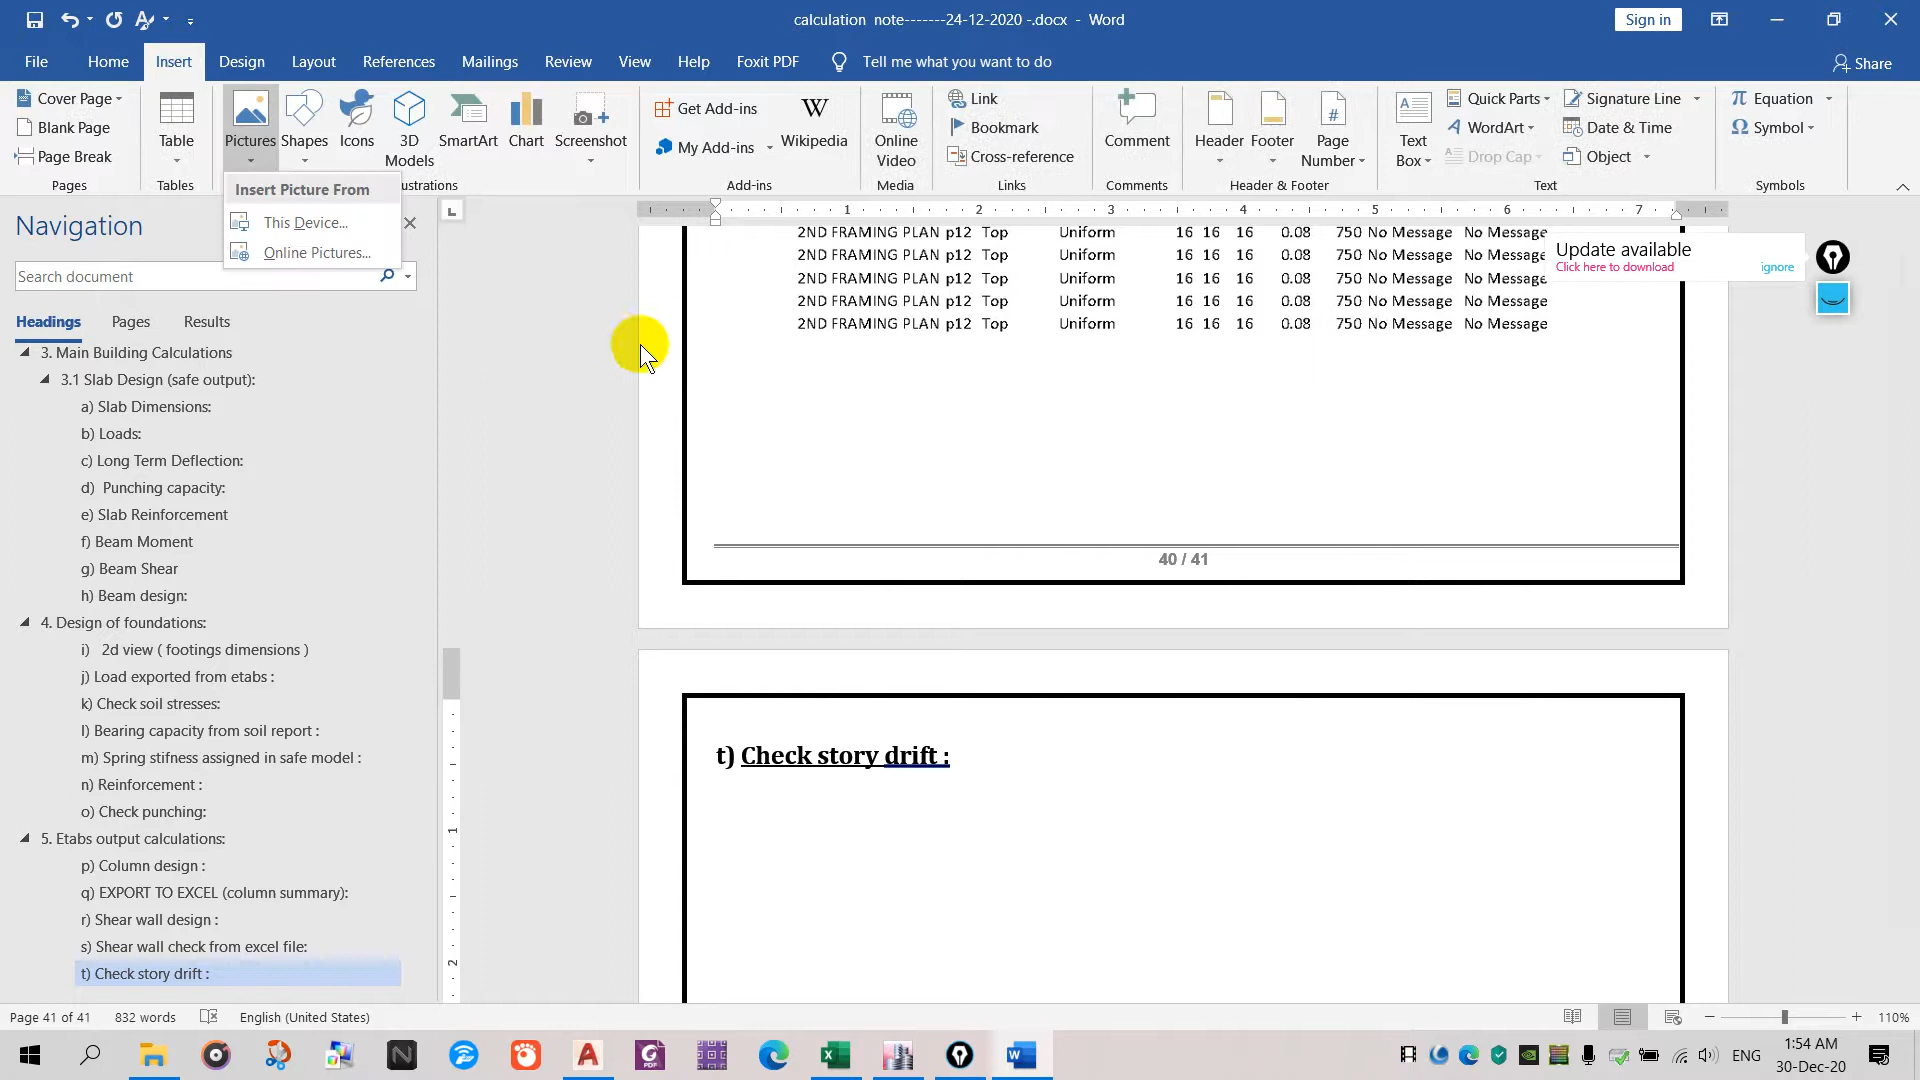 calculation note-------24-12-2020 -.docx - Word
Sign in
File Home Insert Design Layout References Mailings Review View Help Foxit PDF Tell me what you want to do Share
Cover Page
Blank Page
Page Break
Pages
Table
Tables
Pictures
Shapes
Icons
3D Models
SmartArt
Chart
Screenshot
lustrations
Get Add-ins
My Add-ins
Wikipedia
Add-ins
Online Video
Media
Link
Bookmark
Cross-reference
Links
Comment
Comments
Header
Footer
Page Number
Header & Footer
Text Box
Quick Parts
WordArt
Drop Cap
Signature Line
Date & Time
Object
Text
Equation
Symbol
Symbols
Insert Picture From
This Device...
Online Pictures...
Navigation
Search document
Headings Pages Results
3. Main Building Calculations
3.1 Slab Design (safe output):
a) Slab Dimensions:
b) Loads:
c) Long Term Deflection:
d) Punching capacity:
e) Slab Reinforcement
f) Beam Moment
g) Beam Shear
h) Beam design:
4. Design of foundations:
i) 2d view ( footings dimensions )
j) Load exported from etabs :
k) Check soil stresses:
l) Bearing capacity from soil report :
m) Spring stifness assigned in safe model :
n) Reinforcement :
o) Check punching:
5. Etabs output calculations:
p) Column design :
q) EXPORT TO EXCEL (column summary):
r) Shear wall design :
s) Shear wall check from excel file:
t) Check story drift :
1 2 3 4 5 6 7
2ND FRAMING PLAN p12 Top Uniform 16 16 16 0.08 750 No Message No Message
2ND FRAMING PLAN p12 Top Uniform 16 16 16 0.08 750 No Message No Message
2ND FRAMING PLAN p12 Top Uniform 16 16 16 0.08 750 No Message No Message
2ND FRAMING PLAN p12 Top Uniform 16 16 16 0.08 750 No Message No Message
2ND FRAMING PLAN p12 Top Uniform 16 16 16 0.08 750 No Message No Message
Update available
Click here to download ignore
40 / 41
t) Check story drift :
1
2
Page 41 of 41 832 words English (United States) 110%
ENG
1:54 AM
30-Dec-20